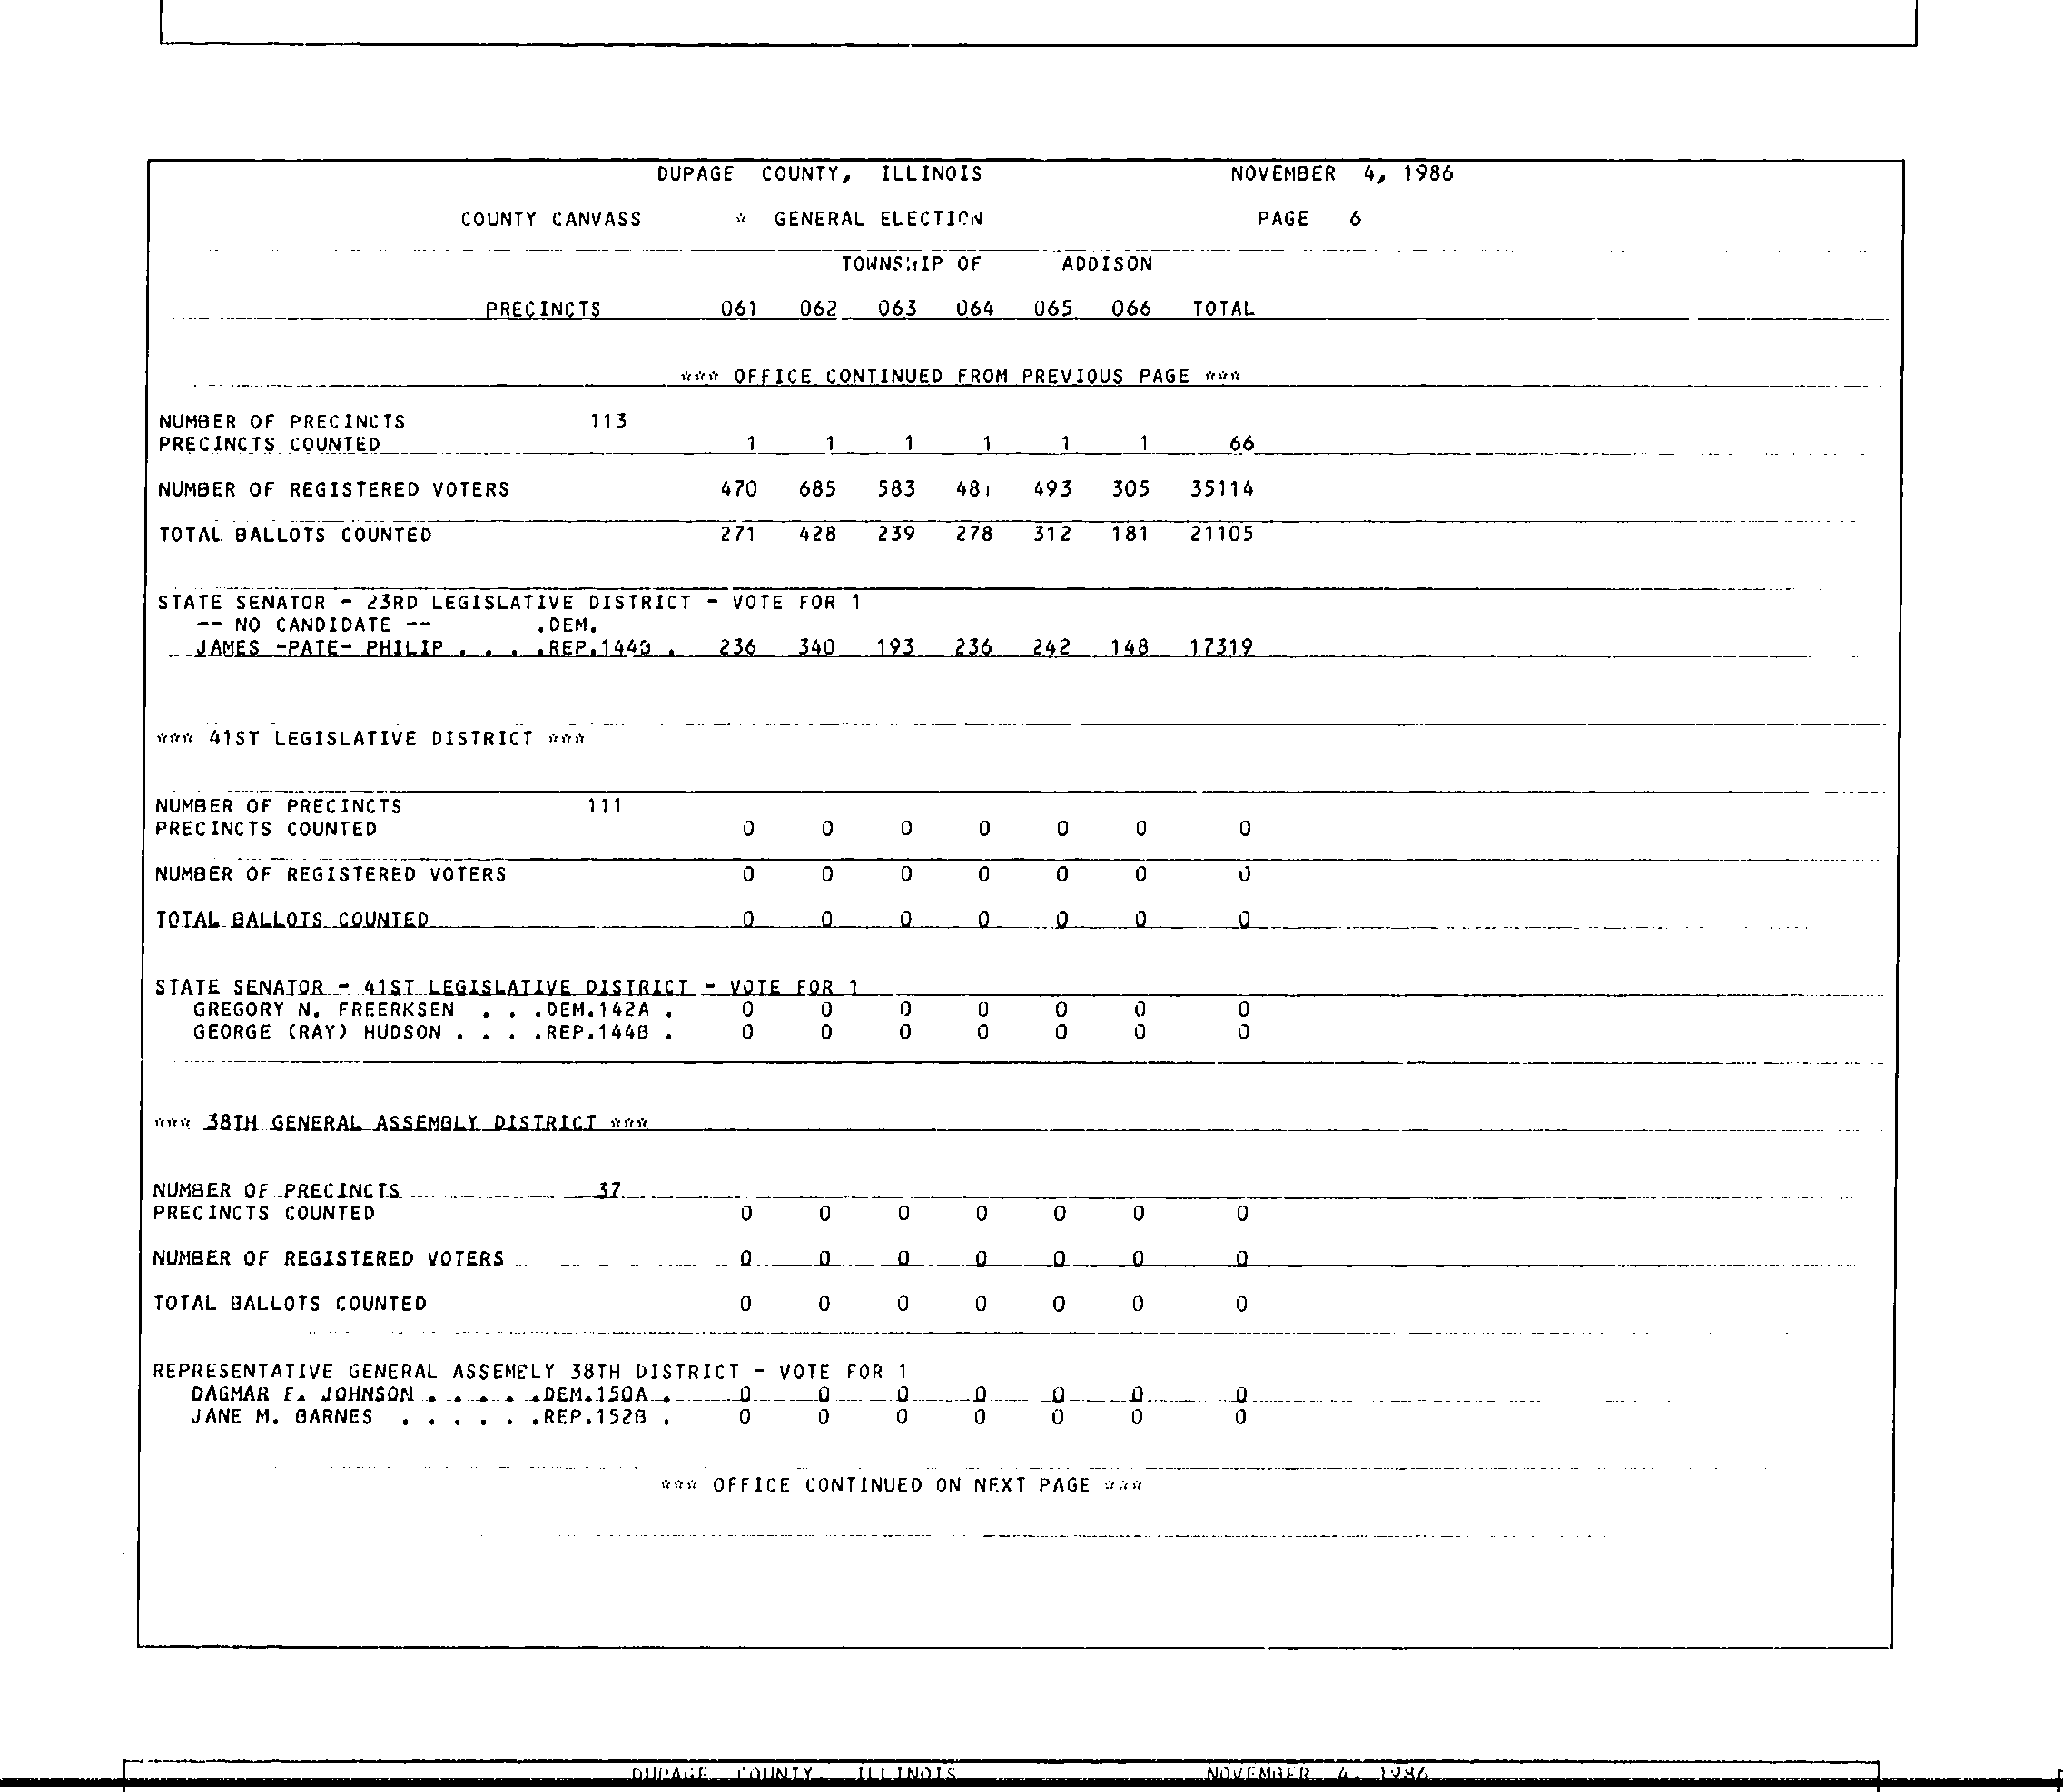 DUPAGE COUNTY, ILLINOIS NOVEMBER 4, 1986
COUNTY CANVASS * GENERAL ELECTION PAGE 6
TOWNSHIP OF ADDISON
PRECINCTS 061 062 063 064 065 066 TOTAL
*** OFFICE CONTINUED FROM PREVIOUS PAGE ***
NUMBER OF PRECINCTS 113
PRECINCTS COUNTED 1 1 1 1 1 1 66
NUMBER OF REGISTERED VOTERS 470 685 583 481 493 305 35114
TOTAL BALLOTS COUNTED 271 428 239 278 312 181 21105
STATE SENATOR - 23RD LEGISLATIVE DISTRICT - VOTE FOR 1
-- NO CANDIDATE -- .DEM.
JAMES -PATE- PHILIP . . . .REP. . 236 340 193 236 242 148 17319
*** 41ST LEGISLATIVE DISTRICT ***
NUMBER OF PRECINCTS 111
PRECINCTS COUNTED 0 0 0 0 0 0 0
NUMBER OF REGISTERED VOTERS 0 0 0 0 0 0 0
TOTAL BALLOTS COUNTED 0 0 0 0 0 0 0
STATE SENATOR - 41ST LEGISLATIVE DISTRICT - VOTE FOR 1
GREGORY N. FREERKSEN . . .DEM.142A . 0 0 0 0 0 0 0
GEORGE (RAY) HUDSON . . . .REP.144B . 0 0 0 0 0 0 0
*** 38TH GENERAL ASSEMBLY DISTRICT ***
NUMBER OF PRECINCTS 37
PRECINCTS COUNTED 0 0 0 0 0 0 0
NUMBER OF REGISTERED VOTERS 0 0 0 0 0 0 0
TOTAL BALLOTS COUNTED 0 0 0 0 0 0 0
REPRESENTATIVE GENERAL ASSEMELY 38TH DISTRICT - VOTE FOR 1
DAGMAR F. JOHNSON . . . . .DEM.150A . 0 0 0 0 0 0 0
JANE M. BARNES . . . . . .REP.152B . 0 0 0 0 0 0 0
*** OFFICE CONTINUED ON NEXT PAGE ***
DUPAGE COUNTY, ILLINOIS NOVEMBER 4, 1986